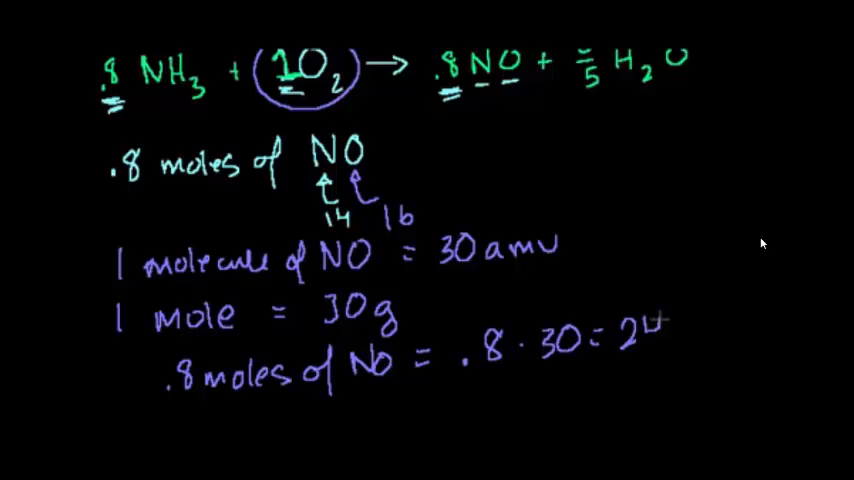 .8 NH3 + 1O2 → .8 NO + /5 H2O
.8 moles of NO
14 16
1 molecule of NO = 30 amu
1 mole = 30g
.8 moles of NO = .8 · 30 = 24